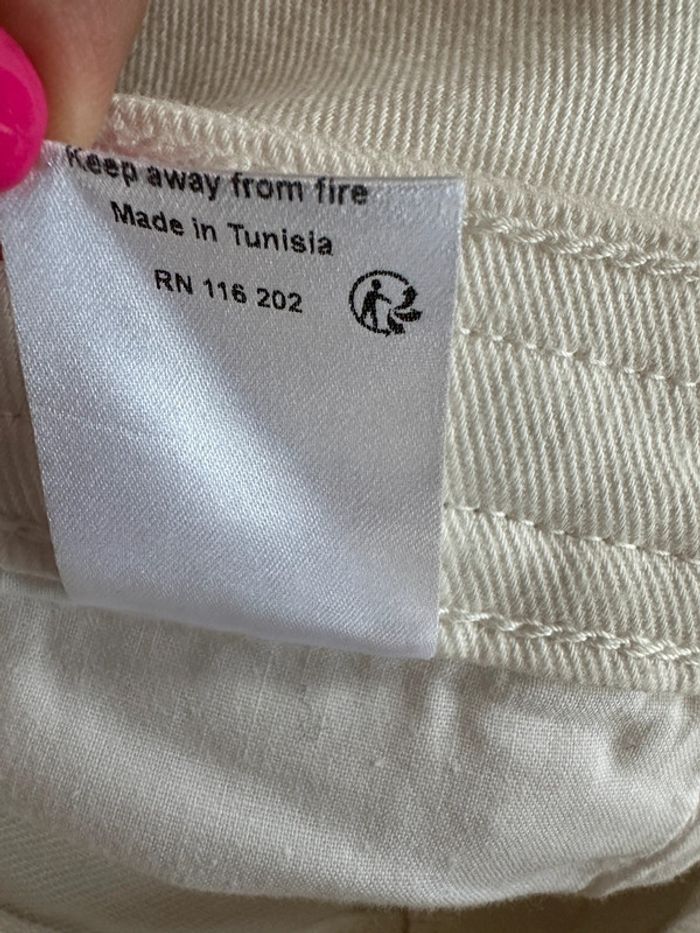 Keep away from fire
Made in Tunisia
RN 116 202